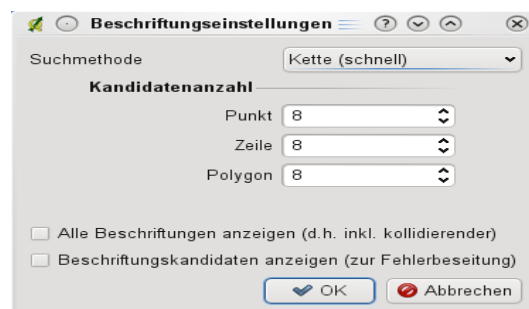 Beschriftungseinstellungen
Suchmethode Kette (schnell)
Kandidatenanzahl
Punkt 8
Zeile 8
Polygon 8
Alle Beschriftungen anzeigen (d.h. inkl. kollidierender)
Beschriftungskandidaten anzeigen (zur Fehlerbeseitung)
OK Abbrechen